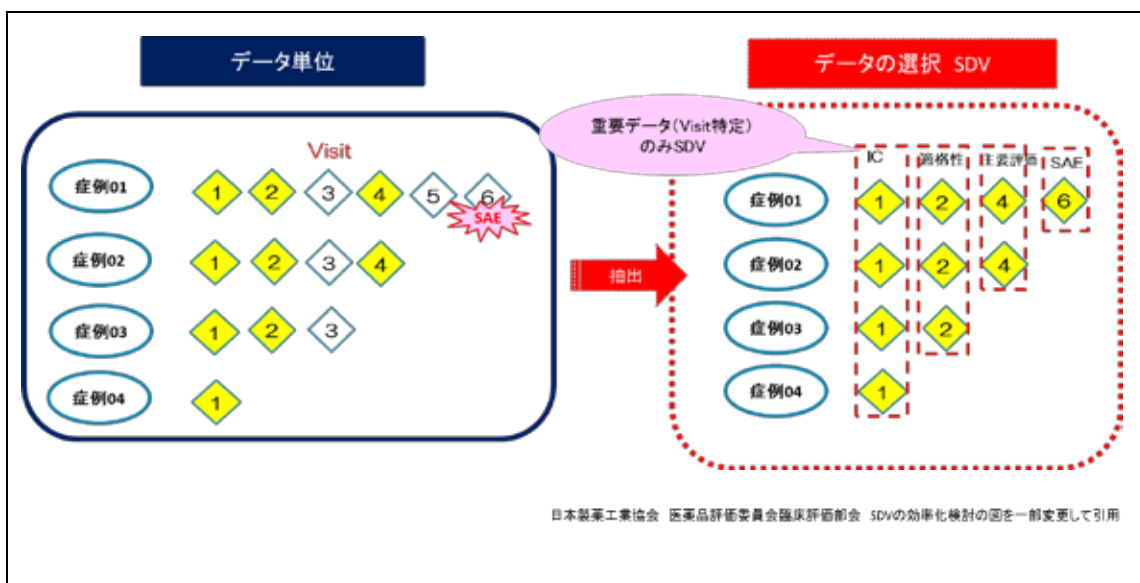 データ単位
データの選択 SDV
重要データ(Visit特定)
のみSDV
Visit
症例01
1 2 3 4 5 6
SAE
症例02
1 2 3 4
症例03
1 2 3
症例04
1
抽出
IC 適格性 主要評価 SAE
症例01
1 2 4 6
症例02
1 2 4
症例03
1 2
症例04
1
日本製薬工業協会 医薬品評価委員会臨床評価部会 SDVの効率化検討の図を一部変更して引用